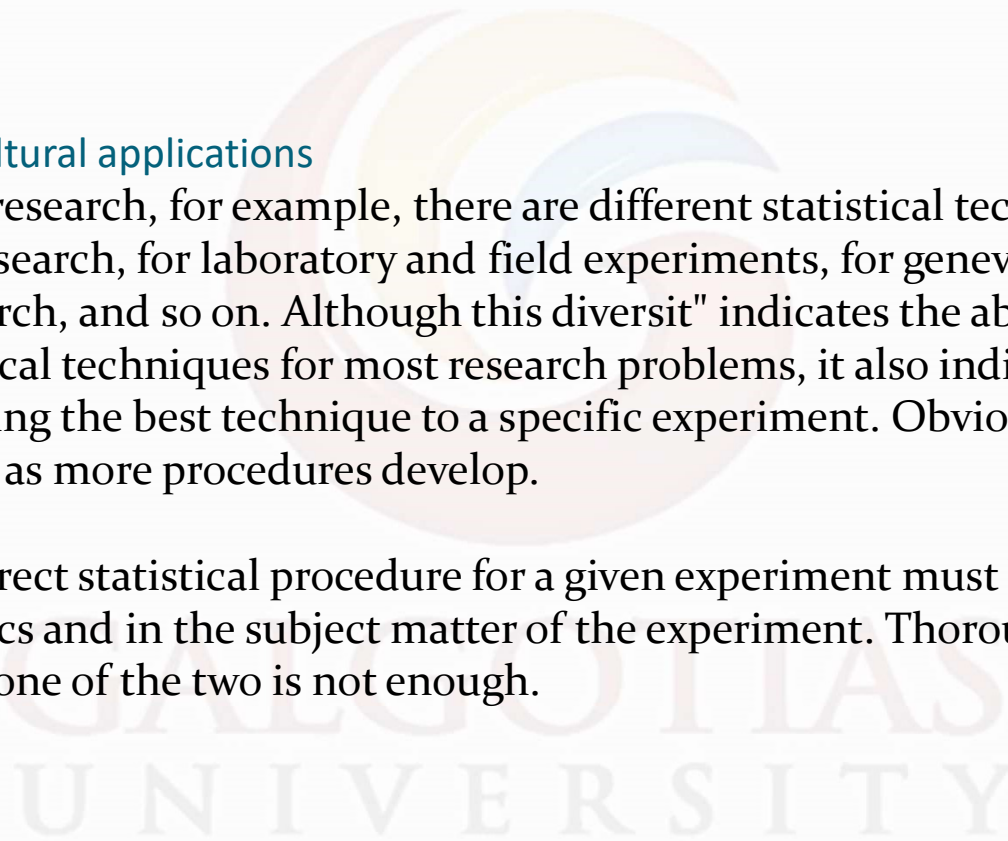 ltural applications
research, for example, there are different statistical tec
search, for laboratory and field experiments, for genev
rch, and so on. Although this diversit" indicates the ab
cal techniques for most research problems, it also indi
ng the best technique to a specific experiment. Obvio
as more procedures develop.
rect statistical procedure for a given experiment must
cs and in the subject matter of the experiment. Thorou
one of the two is not enough.
GALGOTIAS
UNIVERSITY